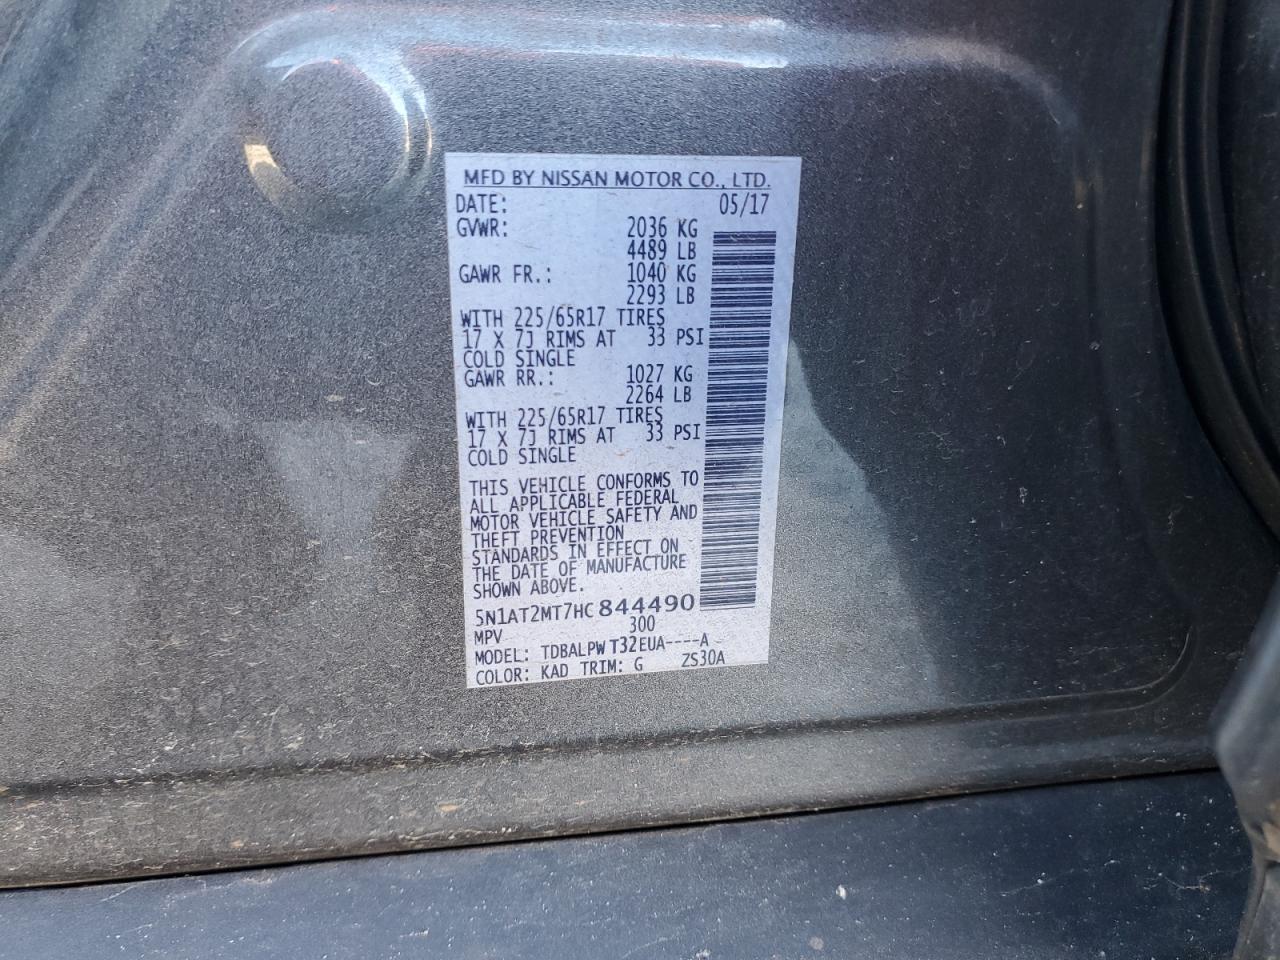 MFD BY NISSAN MOTOR CO., LTD.
DATE: 05/17
GVWR: 2036 KG
4489 LB
GAWR FR.: 1040 KG
2293 LB
WITH 225/65R17 TIRES
17 X 7J RIMS AT 33 PSI
COLD SINGLE
GAWR RR.: 1027 KG
2264 LB
WITH 225/65R17 TIRES
17 X 7J RIMS AT 33 PSI
COLD SINGLE
THIS VEHICLE CONFORMS TO
ALL APPLICABLE FEDERAL
MOTOR VEHICLE SAFETY AND
THEFT PREVENTION
STANDARDS IN EFFECT ON
THE DATE OF MANUFACTURE
SHOWN ABOVE.
5N1AT2MT7HC844490
MPV 300
MODEL: TDBALPW T32EUA----A
COLOR: KAD TRIM: G ZS30A